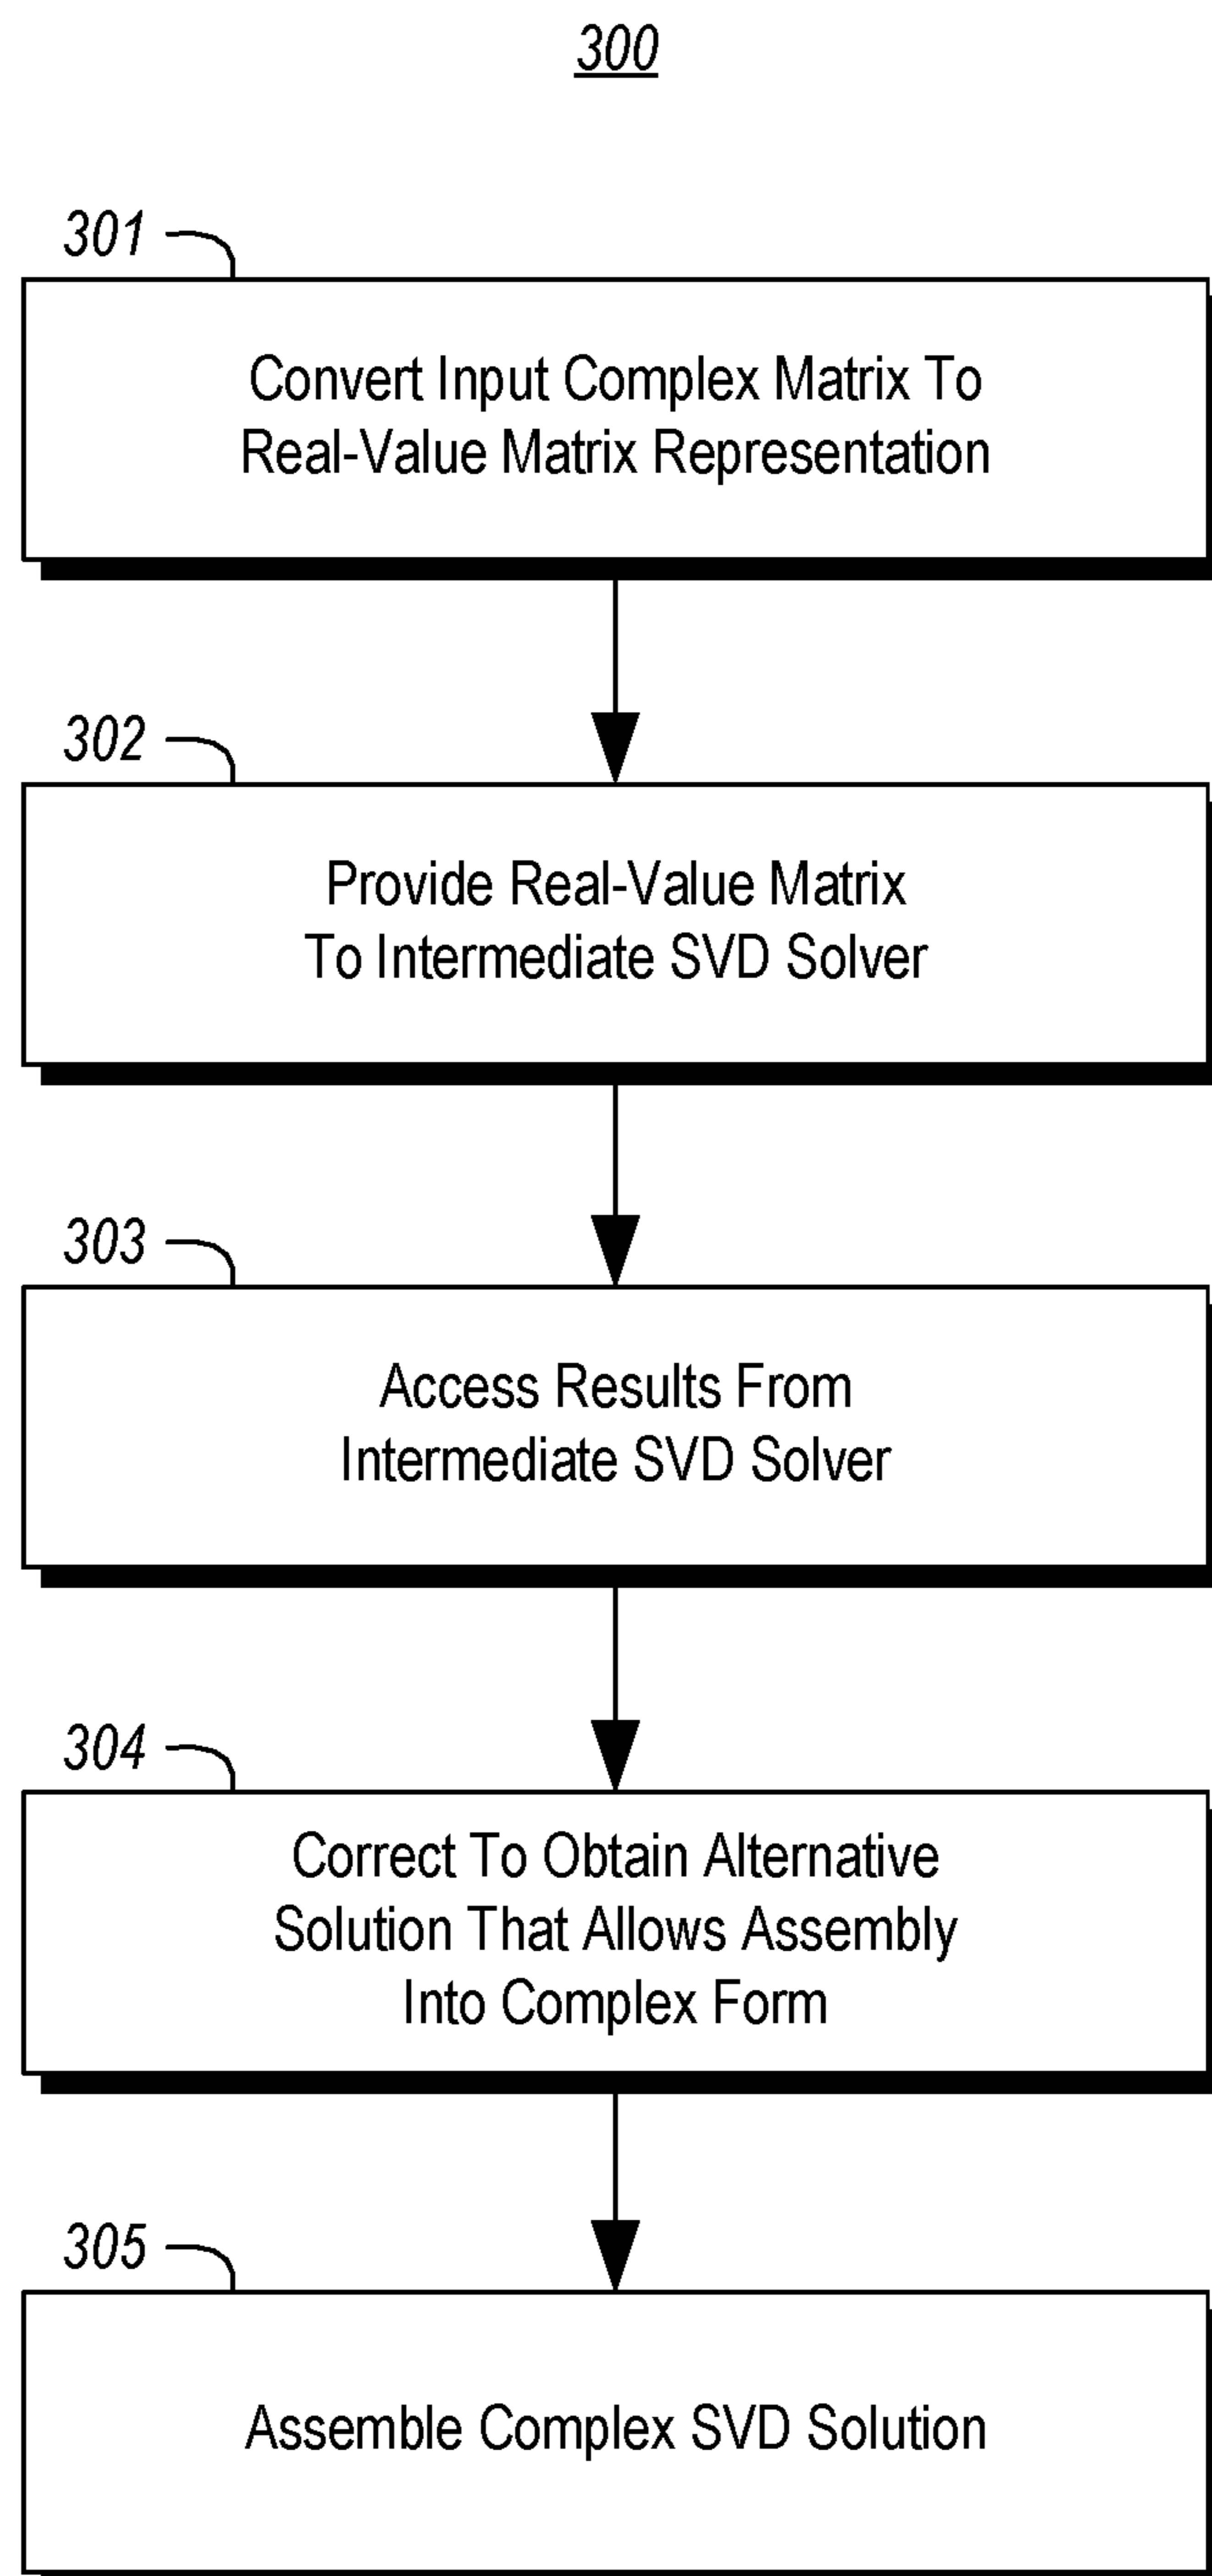 300
301
Convert Input Complex Matrix To
Real-Value Matrix Representation
302
Provide Real-Value Matrix
To Intermediate SVD Solver
303
Access Results From
Intermediate SVD Solver
304
Correct To Obtain Alternative
Solution That Allows Assembly
Into Complex Form
305
Assemble Complex SVD Solution